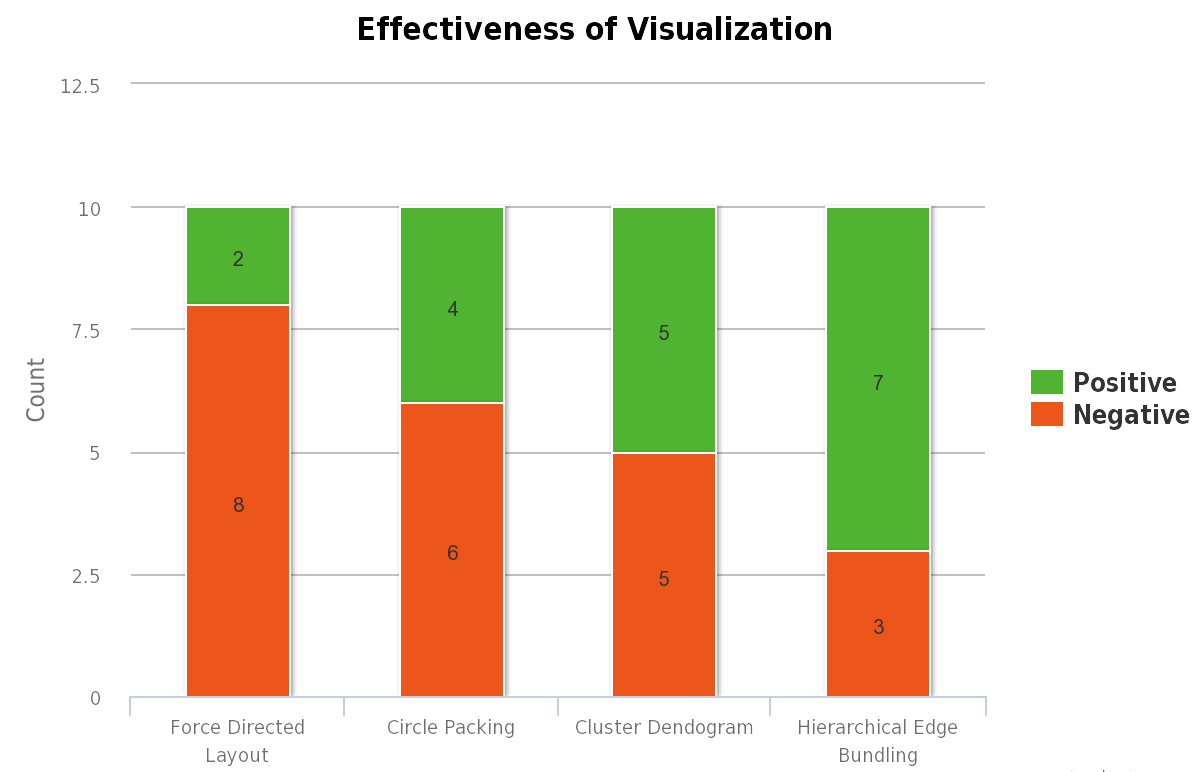 Effectiveness of Visualization
12.5
10
7.5
5
2.5
0
Count
2
4
5
7
8
6
5
3
Positive
Negative
Force Directed
Layout
Circle Packing
Cluster Dendogram
Hierarchical Edge
Bundling